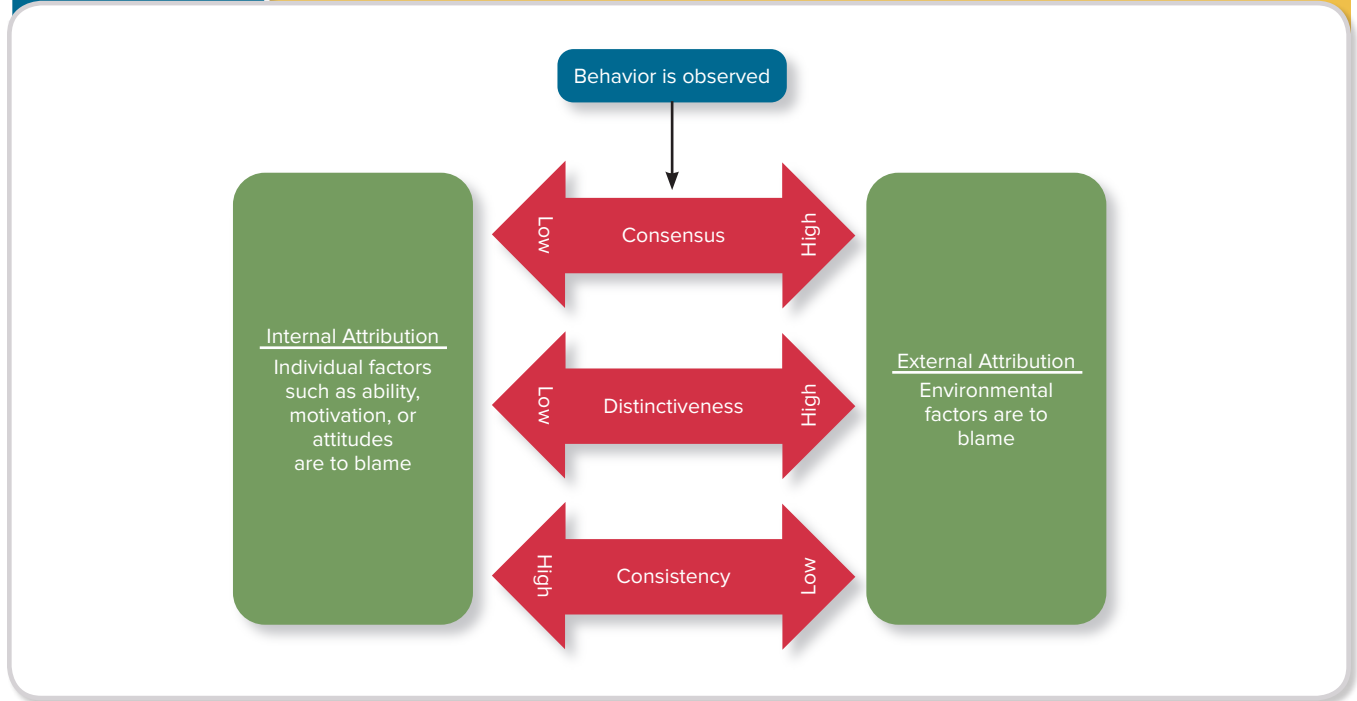 Behavior is observed
Low
Consensus
High
Internal Attribution
Individual factors
such as ability,
motivation, or
attitudes
are to blame
Low
Distinctiveness
High
External Attribution
Environmental
factors are to
blame
High
Consistency
Low